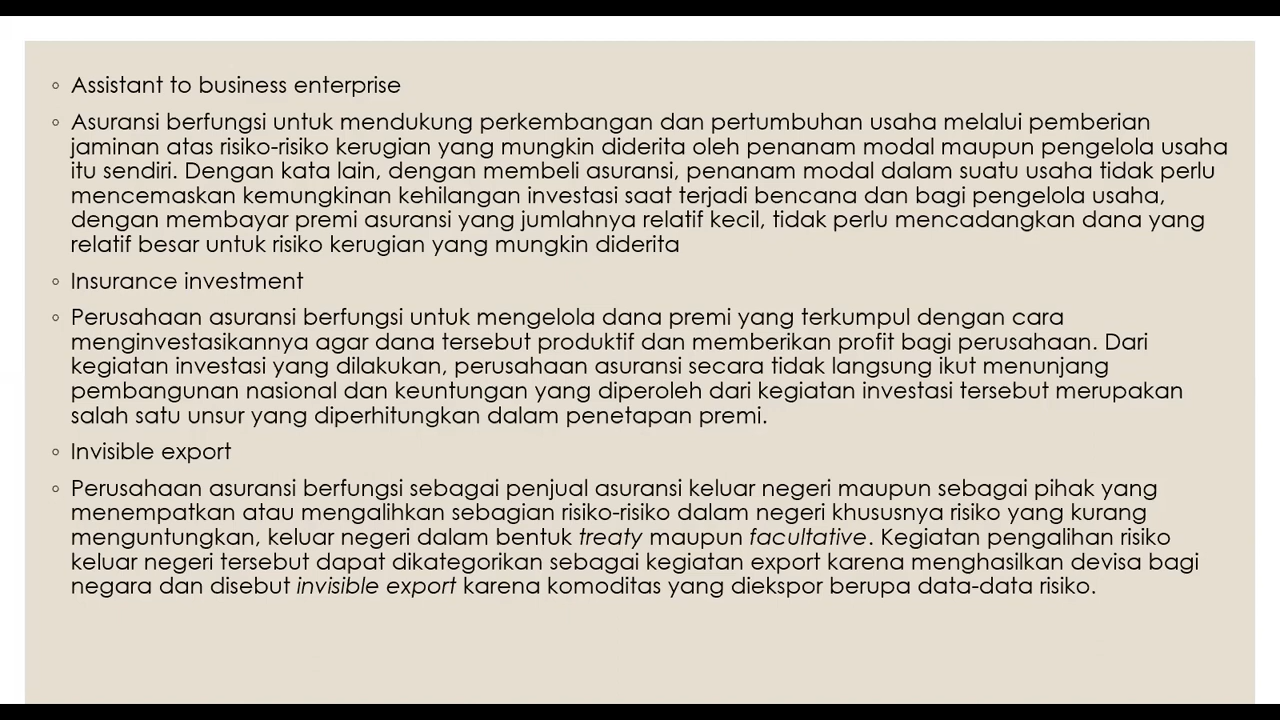 ◦ Assistant to business enterprise
◦ Asuransi berfungsi untuk mendukung perkembangan dan pertumbuhan usaha melalui pemberian
jaminan atas risiko-risiko kerugian yang mungkin diderita oleh penanam modal maupun pengelola usaha
itu sendiri. Dengan kata lain, dengan membeli asuransi, penanam modal dalam suatu usaha tidak perlu
mencemaskan kemungkinan kehilangan investasi saat terjadi bencana dan bagi pengelola usaha,
dengan membayar premi asuransi yang jumlahnya relatif kecil, tidak perlu mencadangkan dana yang
relatif besar untuk risiko kerugian yang mungkin diderita
◦ Insurance investment
◦ Perusahaan asuransi berfungsi untuk mengelola dana premi yang terkumpul dengan cara
menginvestasikannya agar dana tersebut produktif dan memberikan profit bagi perusahaan. Dari
kegiatan investasi yang dilakukan, perusahaan asuransi secara tidak langsung ikut menunjang
pembangunan nasional dan keuntungan yang diperoleh dari kegiatan investasi tersebut merupakan
salah satu unsur yang diperhitungkan dalam penetapan premi.
◦ Invisible export
◦ Perusahaan asuransi berfungsi sebagai penjual asuransi keluar negeri maupun sebagai pihak yang
menempatkan atau mengalihkan sebagian risiko-risiko dalam negeri khususnya risiko yang kurang
menguntungkan, keluar negeri dalam bentuk treaty maupun facultative. Kegiatan pengalihan risiko
keluar negeri tersebut dapat dikategorikan sebagai kegiatan export karena menghasilkan devisa bagi
negara dan disebut invisible export karena komoditas yang diekspor berupa data-data risiko.